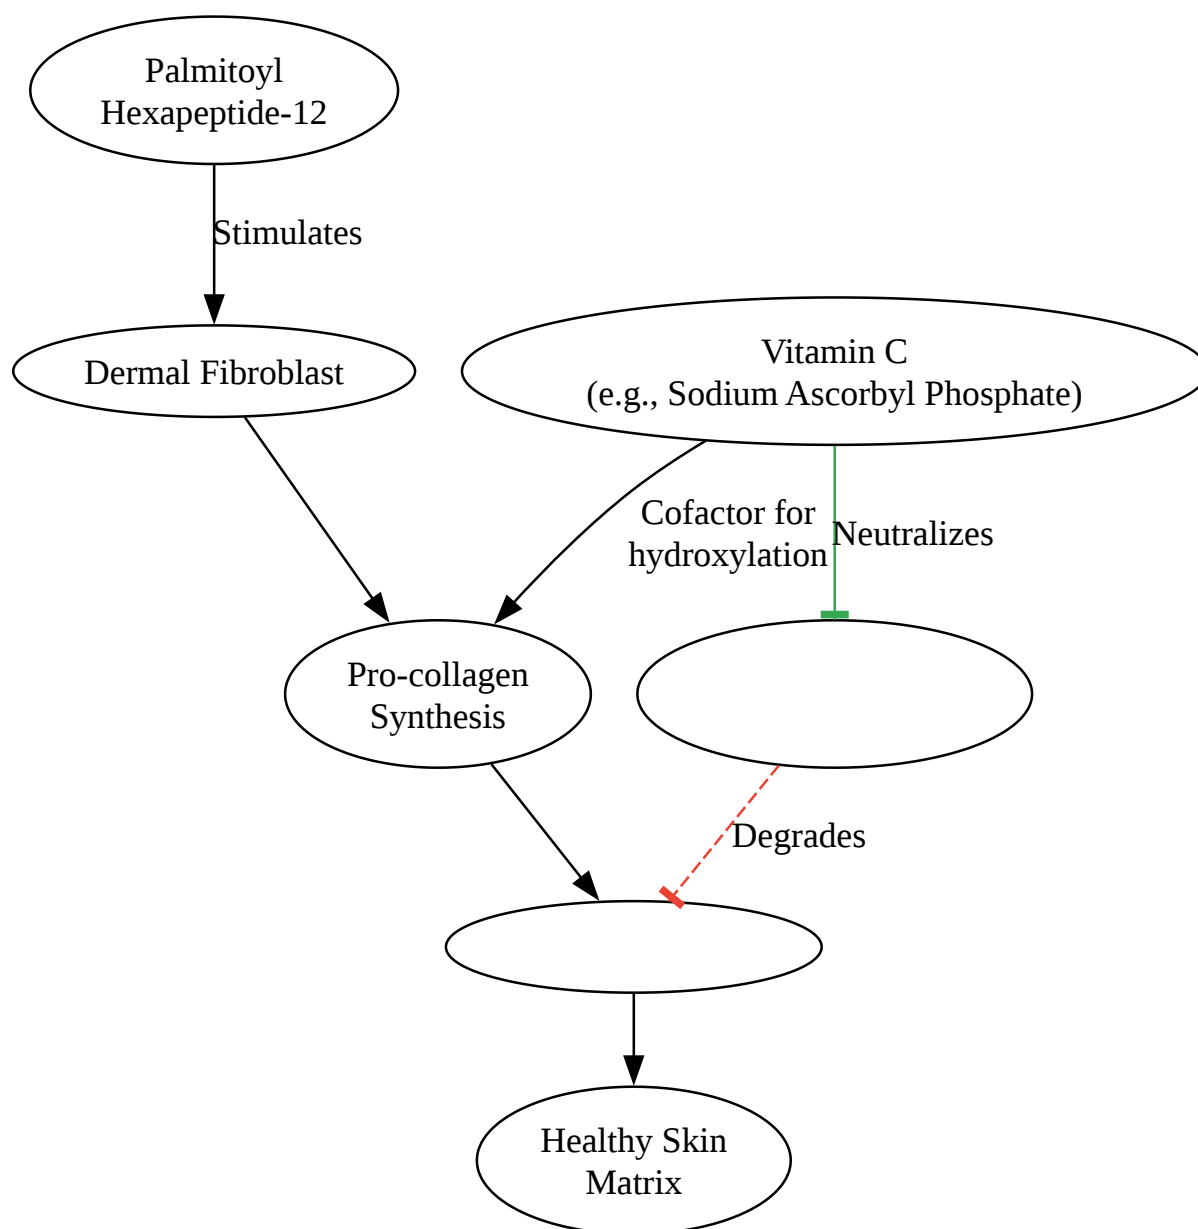 Palmitoyl
Hexapeptide-12
Stimulates
Dermal Fibroblast
Vitamin C
(e.g., Sodium Ascorbyl Phosphate)
Cofactor for
hydroxylation
Neutralizes
Pro-collagen
Synthesis
Degrades
Healthy Skin
Matrix